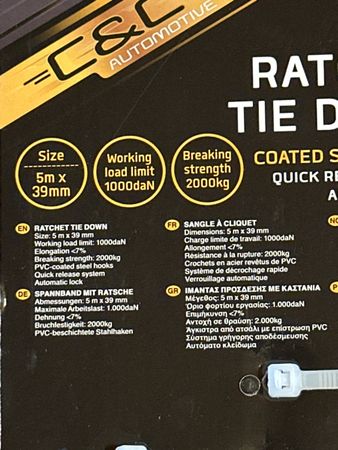 C&C
AUTOMOTIVE
RAT
TIE D
Size
5m x
39mm
Working
load limit
1000daN
Breaking
strength
2000kg
COATED S
QUICK RE
A
EN RATCHET TIE DOWN
Size: 5 m x 39 mm
Working load limit: 1000daN
Elongation <7%
Breaking strength: 2000kg
PVC-coated steel hooks
Quick release system
Automatic lock
DE SPANNBAND MIT RATSCHE
Abmessungen: 5 m x 39 mm
Maximale Arbeitslast: 1.000daN
Dehnung <7%
Bruchlestigkeit: 2000kg
PVC-beschichtete Stahlhaken
FR SANGLE À CLIQUET
Dimensions: 5 m x 39 mm
Charge limite de travail: 1000daN
Allongement <7%
Résistance à la rupture: 2000kg
Crochets en acier revêtus de PVC
Système de décrochage rapide
Verrouillage automatique
GR ΙΜΑΝΤΑΣ ΠΡΟΣΔΕΣΗΣ ΜΕ ΚΑΣΤΑΝΙΑ
Μέγεθος: 5 m x 39 mm
Όριο φορτίου εργασίας: 1.000daN
Επιμήκυνση <7%
Αντοχή σε θραύση: 2.000kg
Άγκιστρα από ατσάλι με επίστρωση PVC
Σύστημα γρήγορης αποδέσμευσης
Αυτόματο κλείδωμα
NO
P